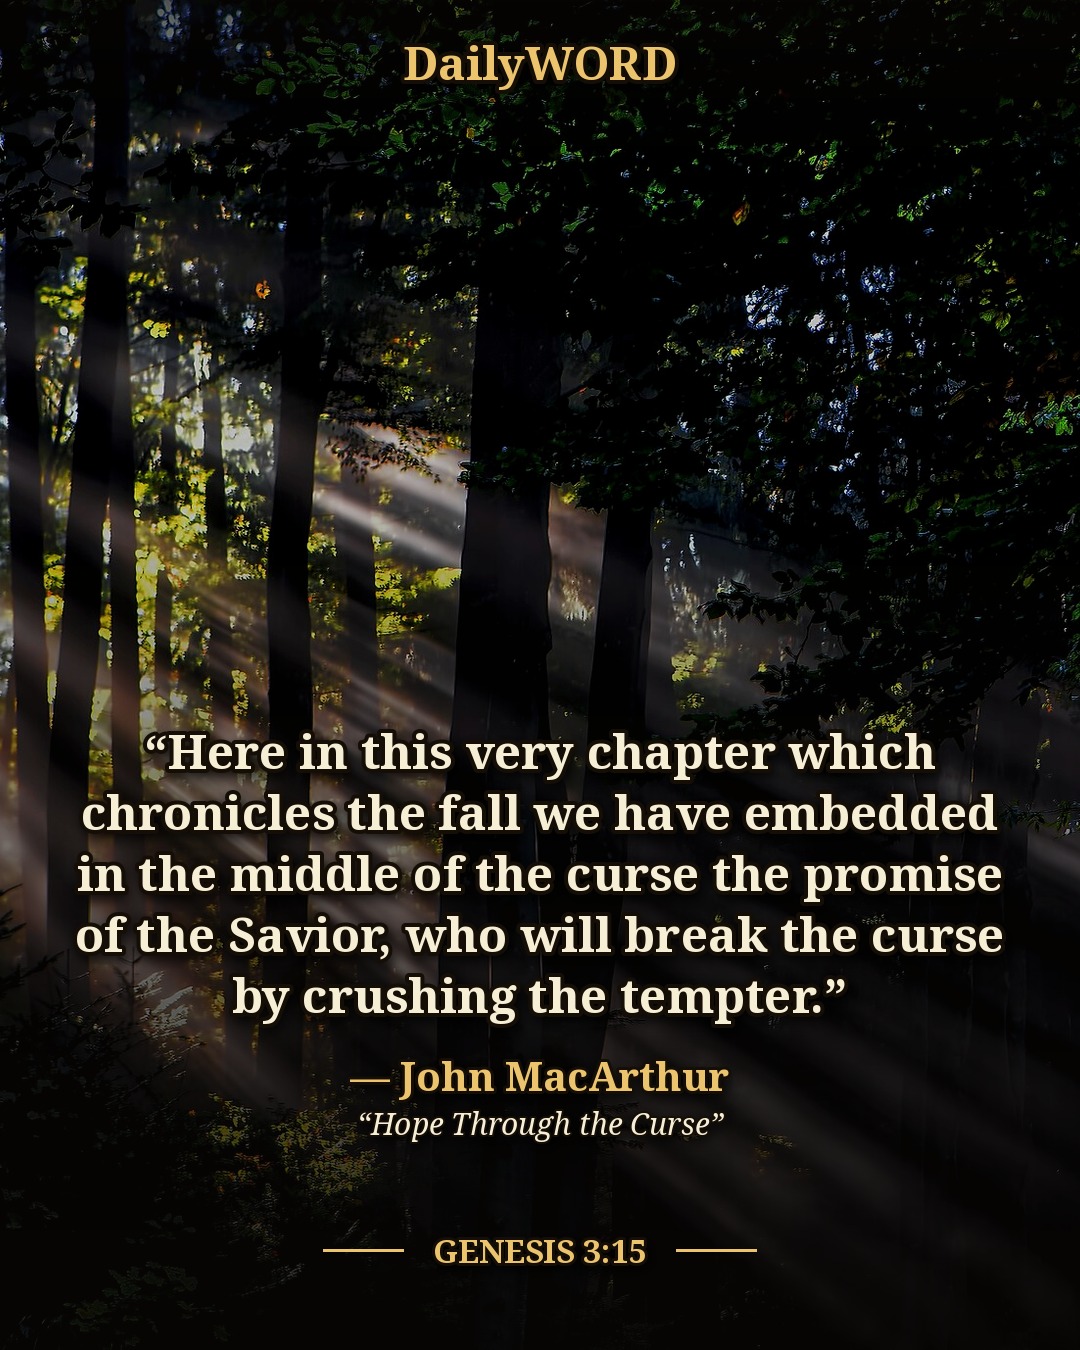 DailyWORD
“Here in this very chapter which
chronicles the fall we have embedded
in the middle of the curse the promise
of the Savior, who will break the curse
by crushing the tempter.”
— John MacArthur
“Hope Through the Curse”
GENESIS 3:15